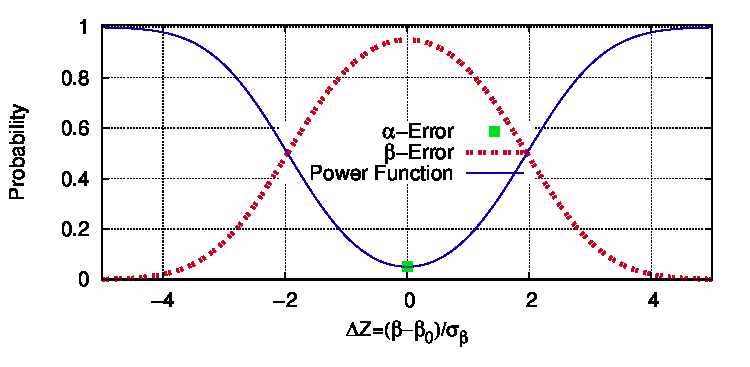 1
0.8
0.6
0.4
0.2
0
Probability
α−Error
β−Error
Power Function
−4 −2 0 2 4
ΔZ=(β−β₀)/σᵦ